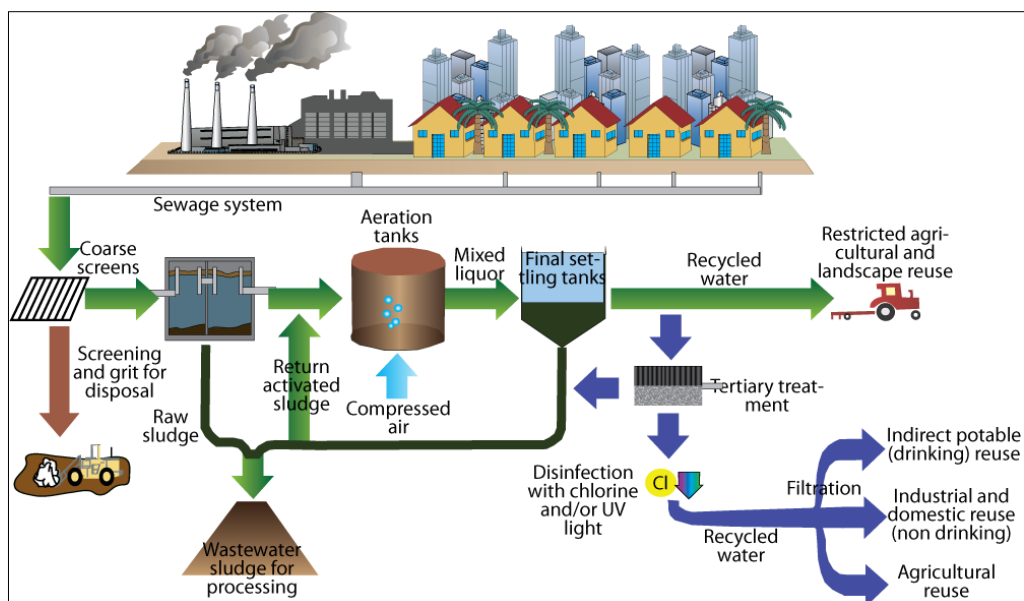 Sewage system
Coarse
screens
Aeration
tanks
Mixed
liquor
Final set-
tling tanks
Recycled
water
Restricted agri-
cultural and
landscape reuse
Screening
and grit for
disposal
Raw
sludge
Return
activated
sludge
Compressed
air
Tertiary treat-
ment
Disinfection
with chlorine
and/or UV
light
Cl
Recycled
water
Filtration
Indirect potable
(drinking) reuse
Industrial and
domestic reuse
(non drinking)
Agricultural
reuse
Wastewater
sludge for
processing